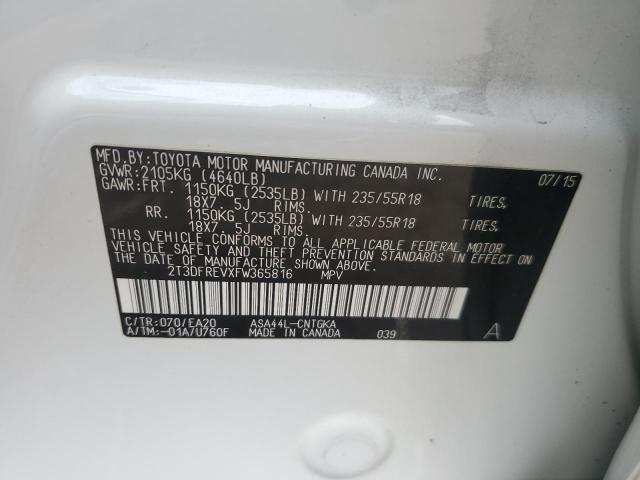 MFD.BY:TOYOTA MOTOR MANUFACTURING CANADA INC.
GVWR:2105KG (4640LB) 07/15
GAWR:FRT. 1150KG (2535LB) WITH 235/55R18 TIRES,
18X7. 5J RIMS.
RR. 1150KG (2535LB) WITH 235/55R18 TIRES,
18X7. 5J RIMS.
THIS VEHICLE CONFORMS TO ALL APPLICABLE FEDERAL MOTOR
VEHICLE SAFETY AND THEFT PREVENTION STANDARDS IN EFFECT ON
THE DATE OF MANUFACTURE SHOWN ABOVE.
2T3DFREVXFW365816 MPV
C/TR:070/EA20 ASA44L-CNTGKA
A/TM:-01A/U760F MADE IN CANADA 039 A